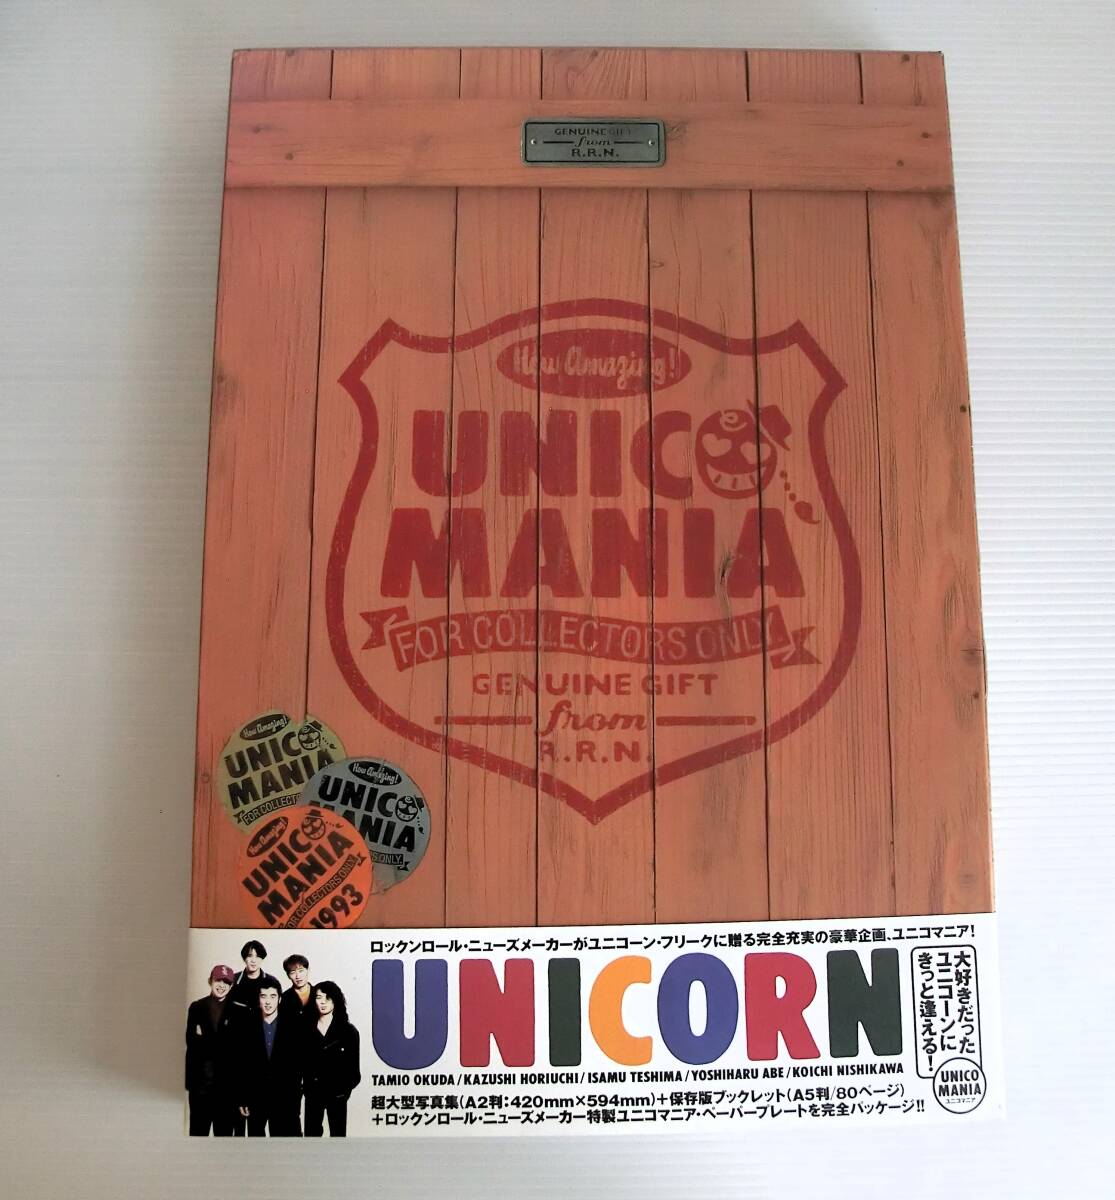 GENUINE GIFT
from
R.R.N.
How Amazing!
UNICO
MANIA
FOR COLLECTORS ONLY.
GENUINE GIFT
from
R.R.N.
How Amazing!
UNICO
MANIA
FOR COLLECT
How Amazing!
UNICO
MANIA
RS ONLY.
How Amazing!
UNICO
MANIA
FOR COLLECTORS ONLY.
1993
ロックンロール・ニューズメーカーがユニコーン・フリークに贈る完全充実の豪華企画、ユニコマニア!
UNICORN
TAMIO OKUDA/KAZUSHI HORIUCHI/ISAMU TESHIMA/YOSHIHARU ABE/KOICHI NISHIKAWA
超大型写真集(A2判:420mm×594mm)+保存版ブックレット(A5判/80ページ)
+ロックンロール・ニューズメーカー特製ユニコマニア・ペーパープレートを完全パッケージ!!
大好きだった
ユニコーンに
きっと逢える!
UNICO
MANIA
ユニコマニア